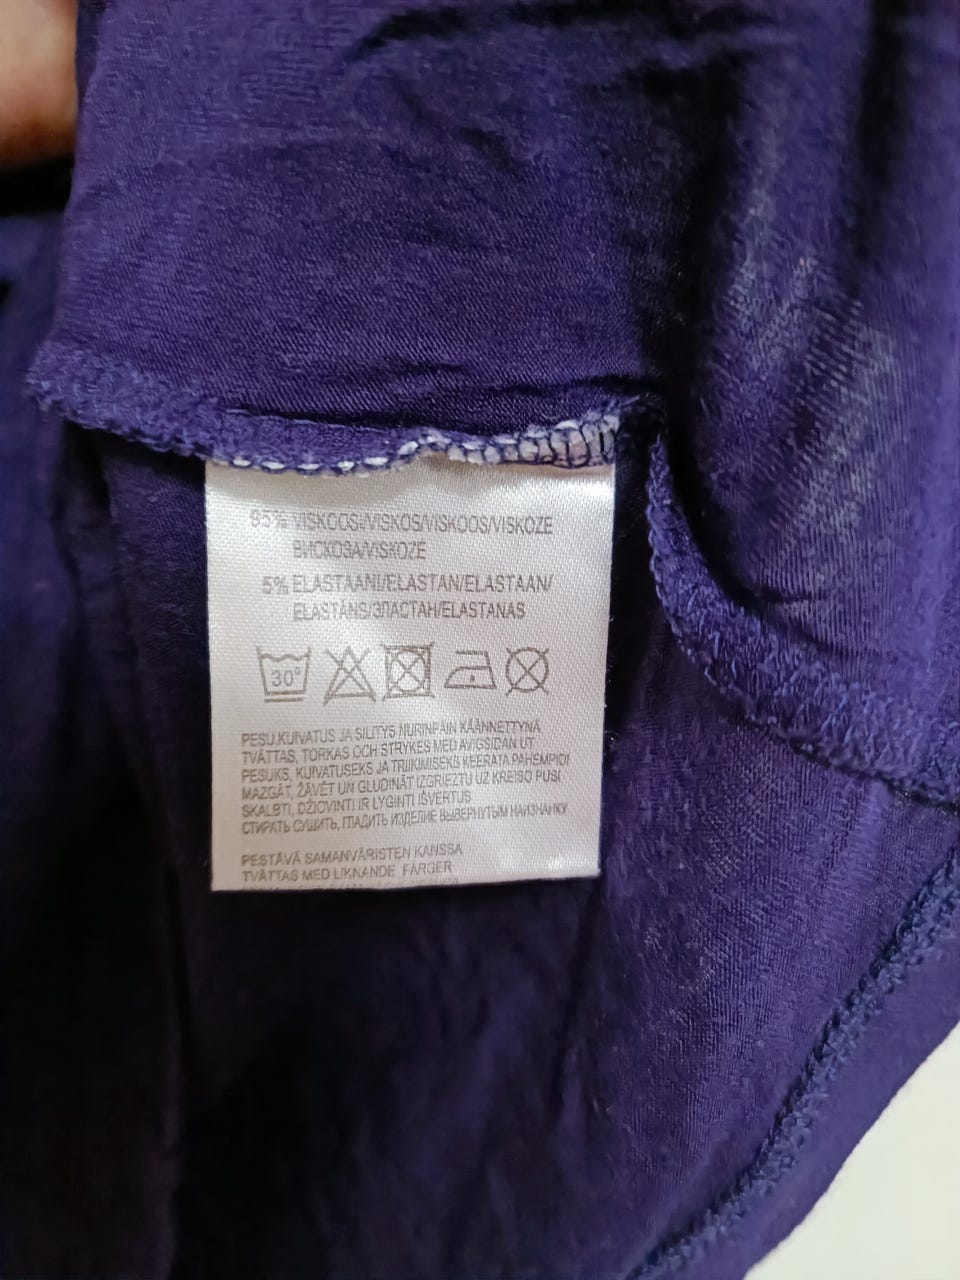 95% VISKOOSI/VISKOS/VISKOOS/VISKOZE
ВИСКОЗА/VISKOZE
5% ELASTAANI/ELASTAN/ELASTAAN/
ELASTĀNS/ЭЛАСТАН/ELASTANAS
30°
PESU,KUIVATUS JA SILITYS NURINPÄIN KÄÄNNETTYNÄ
TVÄTTAS, TORKAS OCH STRYKES MED AVIGSIDAN UT
PESUKS, KUIVATUSEKS JA TRIIKIMISEKS KEERATA PAHEMPIDI
MAZGĀT, ŽĀVĒT UN GLUDINĀT IZGRIEZTU UZ KREISO PUSI
SKALBTI, DŽIOVINTI IR LYGINTI IŠVERTUS
СТИРАТЬ СУШИТЬ, ГЛАДИТЬ ИЗДЕЛИЕ ВЫВЕРНУТЫМ НАИЗНАНКУ
PESTÄVÄ SAMANVÄRISTEN KANSSA
TVÄTTAS MED LIKNANDE FÄRGER